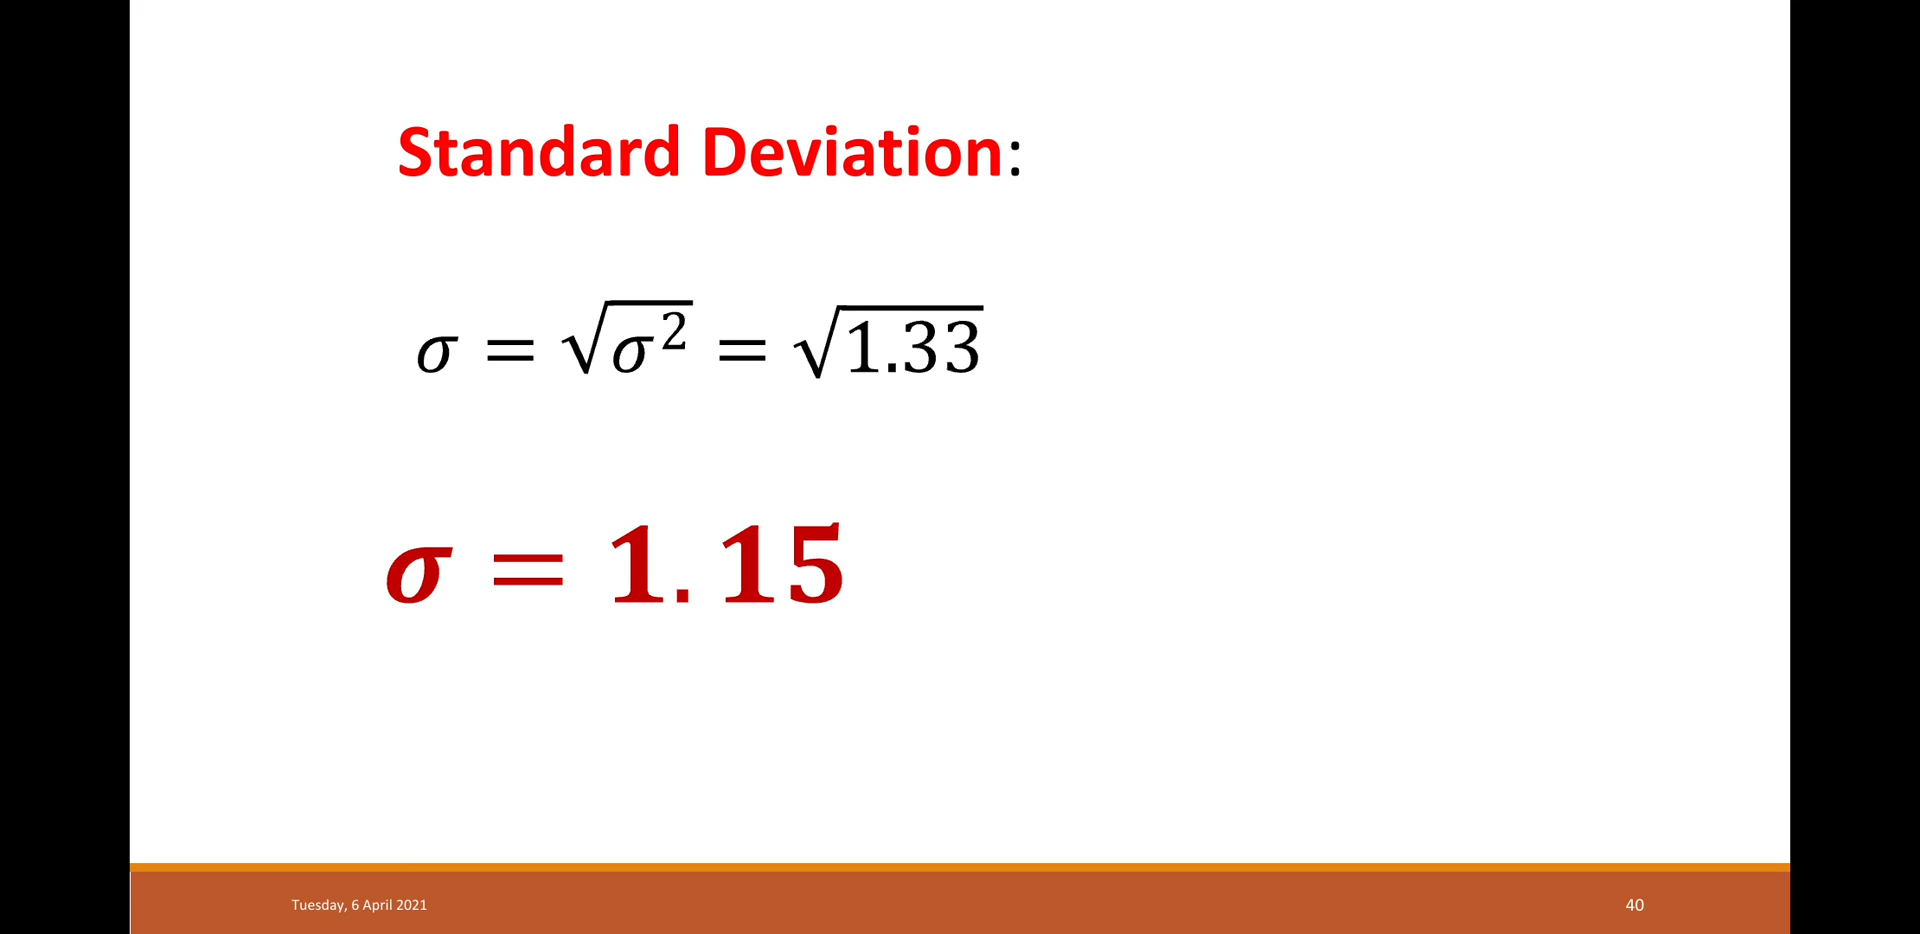 Standard Deviation:
σ = √σ² = √1.33
σ = 1. 15
Tuesday, 6 April 2021
40